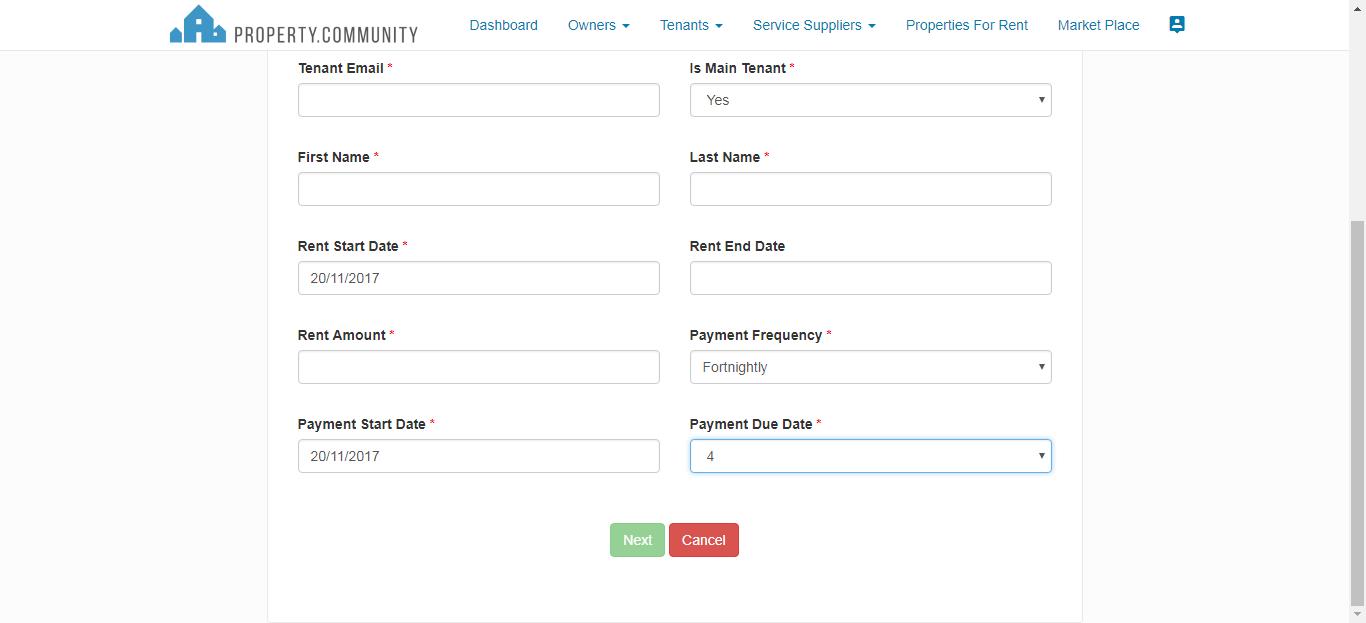 PROPERTY.COMMUNITY Dashboard Owners Tenants Service Suppliers Properties For Rent Market Place
Tenant Email * Is Main Tenant *
Yes
First Name * Last Name *
Rent Start Date * Rent End Date
20/11/2017
Rent Amount * Payment Frequency *
Fortnightly
Payment Start Date * Payment Due Date *
20/11/2017 4
Next Cancel